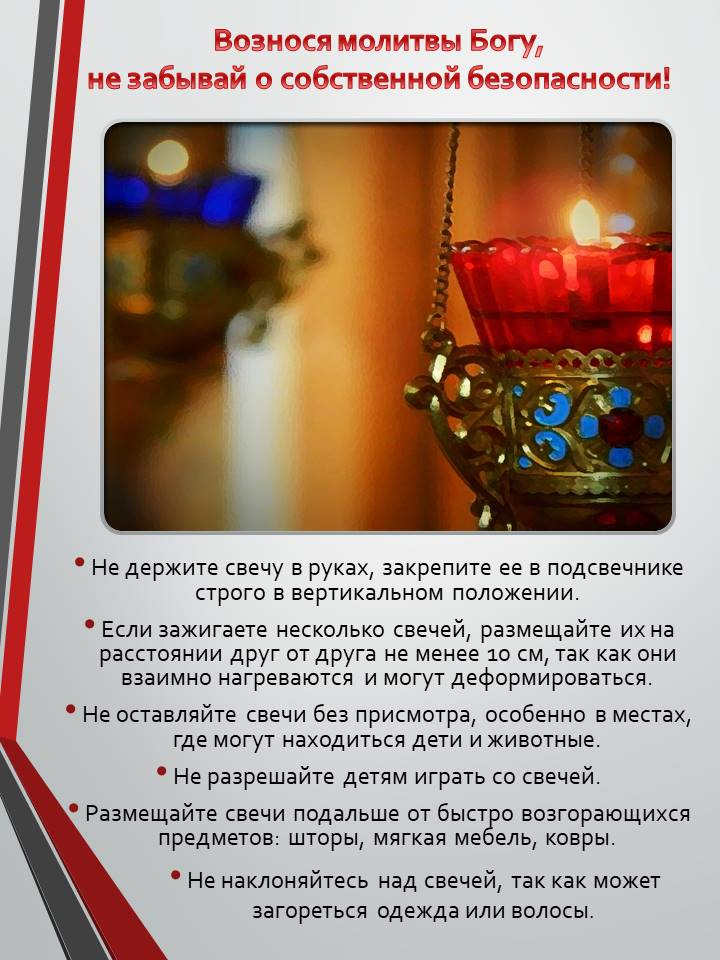 Вознося молитвы Богу,
не забывай о собственной безопасности!
• Не держите свечу в руках, закрепите ее в подсвечнике
строго в вертикальном положении.
• Если зажигаете несколько свечей, размещайте их на
расстоянии друг от друга не менее 10 см, так как они
взаимно нагреваются и могут деформироваться.
• Не оставляйте свечи без присмотра, особенно в местах,
где могут находиться дети и животные.
• Не разрешайте детям играть со свечей.
• Размещайте свечи подальше от быстро возгорающихся
предметов: шторы, мягкая мебель, ковры.
• Не наклоняйтесь над свечей, так как может
загореться одежда или волосы.